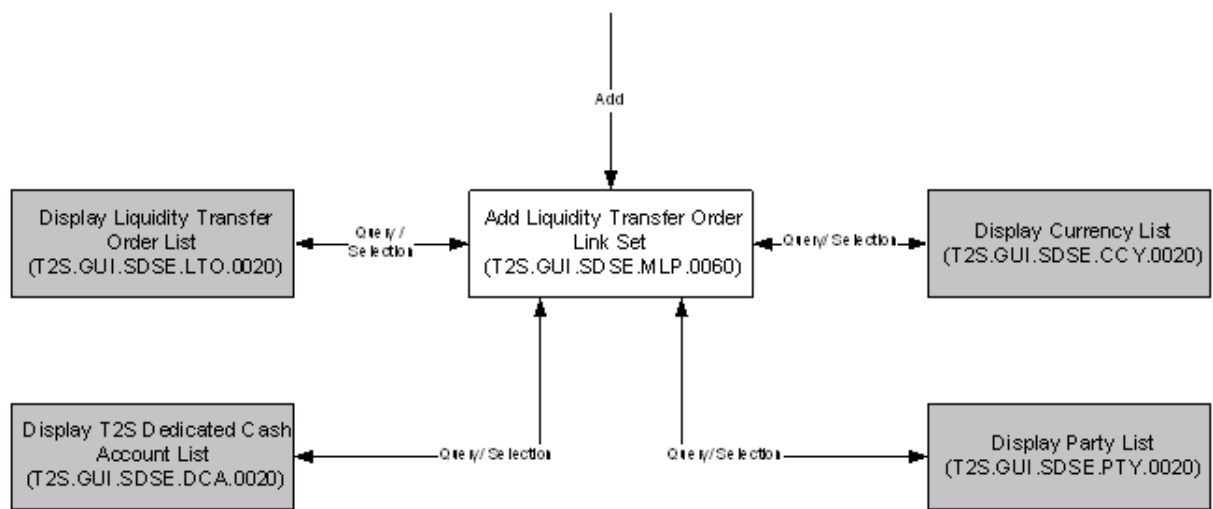 Add
Display Liquidity Transfer
Order List
(T2S.GUI.SDSE.LTO.0020)
Query /
Selection
Add Liquidity Transfer Order
Link Set
(T2S.GUI.SDSE.MLP.0060)
Query/ Selection
Display Currency List
(T2S.GUI.SDSE.CCY.0020)
Display T2S Dedicated Cash
Account List
(T2S.GUI.SDSE.DCA.0020)
Query/ Selection
Query/Selection
Display Party List
(T2S.GUI.SDSE.PTY.0020)